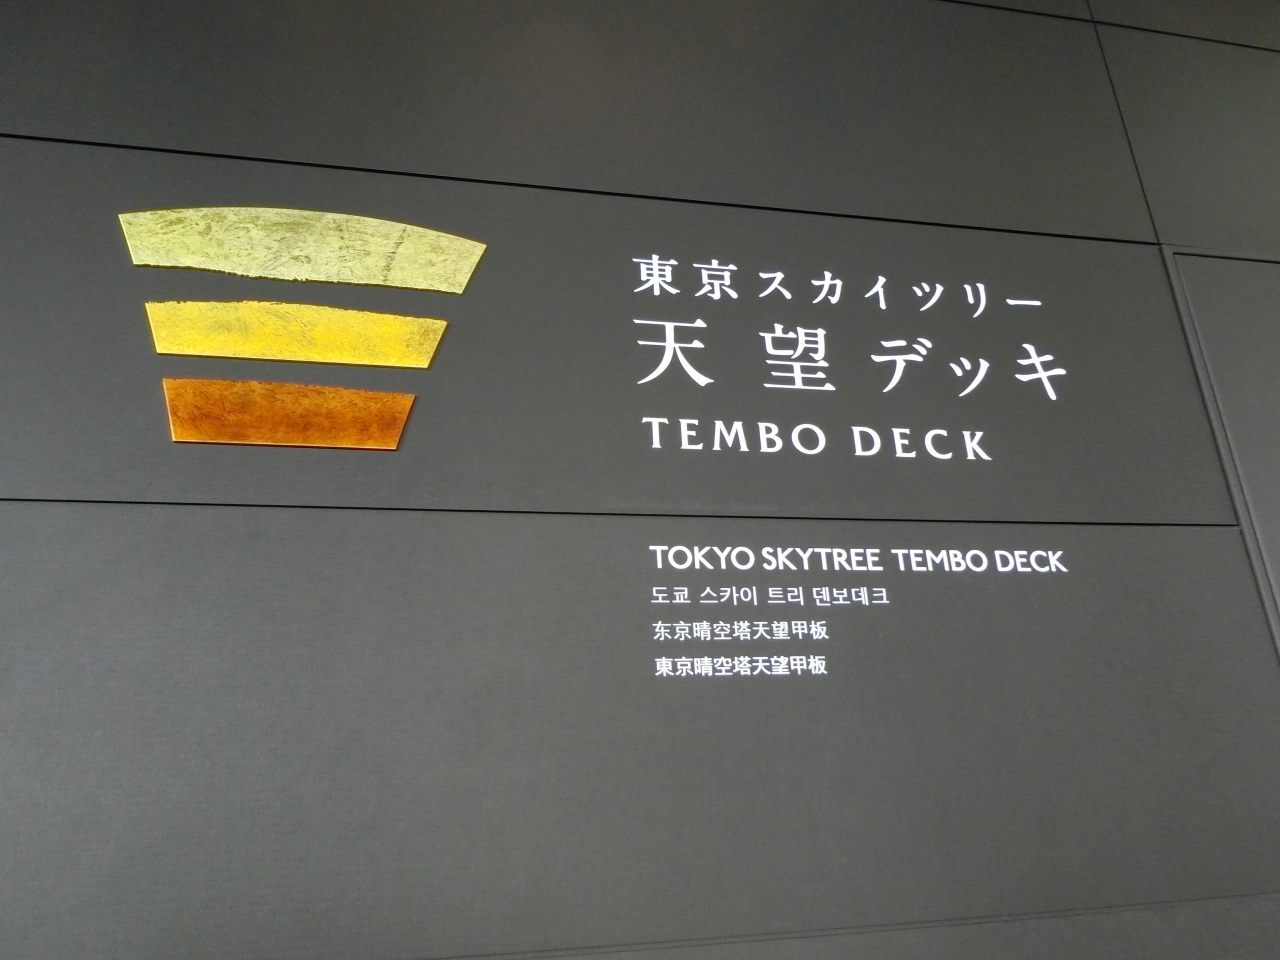 東京スカイツリー
天望デッキ
TEMBO DECK
TOKYO SKYTREE TEMBO DECK
도쿄 스카이 트리 덴보데크
东京晴空塔天望甲板
東京晴空塔天望甲板